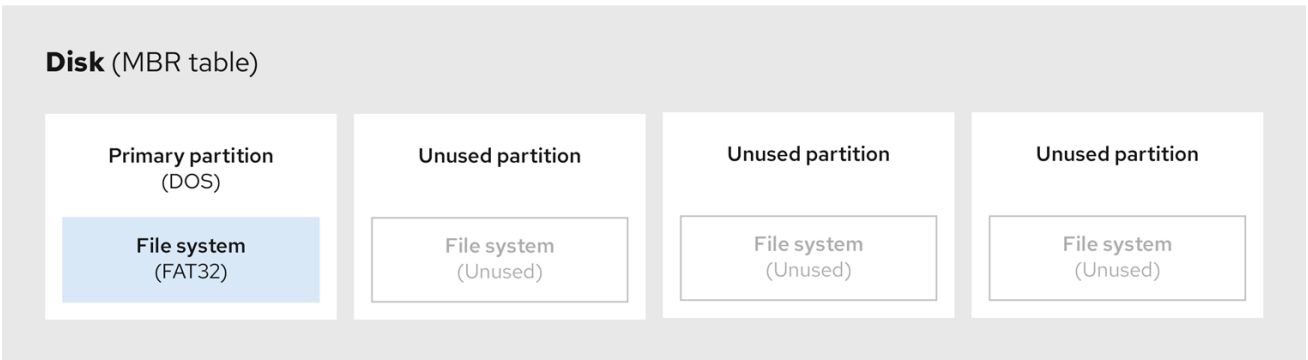 Disk (MBR table)
Primary partition
(DOS)
File system
(FAT32)
Unused partition
File system
(Unused)
Unused partition
File system
(Unused)
Unused partition
File system
(Unused)